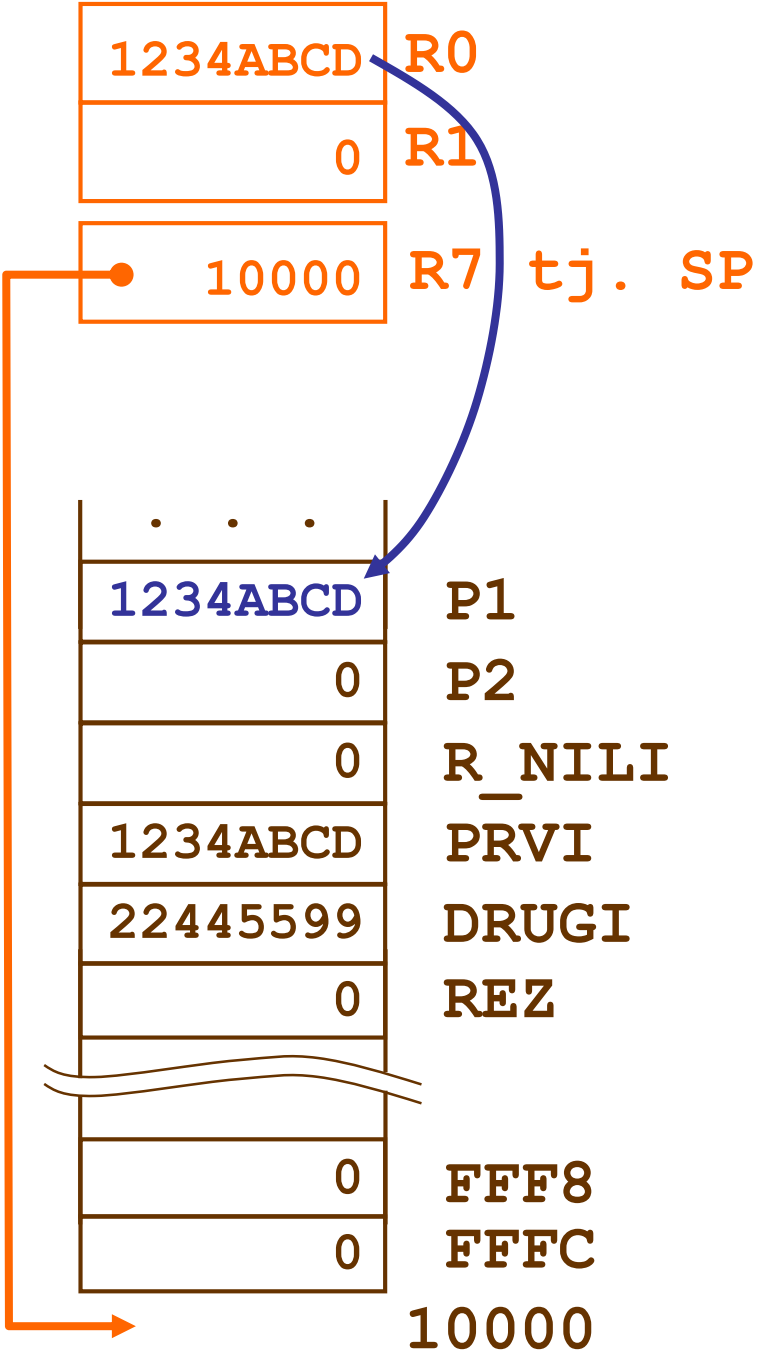 1234ABCD R0
0 R1
10000 R7 tj. SP
. . .
1234ABCD P1
0 P2
0 R_NILI
1234ABCD PRVI
22445599 DRUGI
0 REZ
0 FFF8
0 FFFC
10000